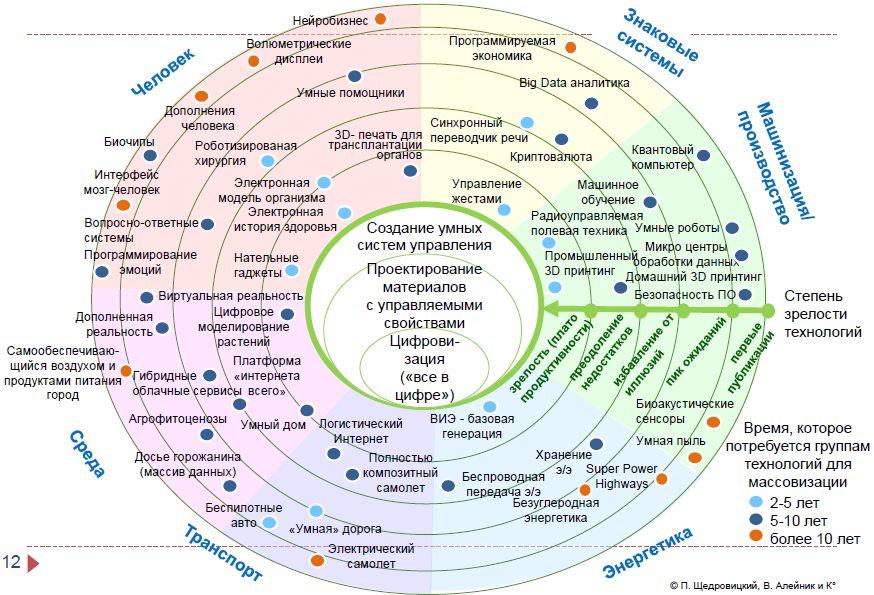 Нейробизнес
Волюметрические
дисплеи
Умные помощники
Человек
Дополнения
человека
Роботизированая
хирургия
3D- печать для
трансплантации
органов
Биочипы
Интерфейс
мозг-человек
Электронная
модель организма
Электронная
история здоровья
Вопросно-ответные
системы
Программирование
эмоций
Нательные
гаджеты
Знаковые
системы
Программируемая
экономика
Big Data аналитика
Синхронный
переводчик речи
Криптовалюта
Управление
жестами
Машинизация/
производство
Квантовый
компьютер
Машинное
обучение
Радиоуправляемая
полевая техника
Умные роботы
Микро центры
обработки данных
Промышленный
3D принтинг
Домашний 3D принтинг
Безопасность ПО
Создание умных
систем управления
Проектирование
материалов
с управляемыми
свойствами
Цифрови-
зация
(«все в
цифре»)
Степень
зрелости
технологий
зрелость (плато
продуктивности)
преодоление
недостатков
избавление от
иллюзий
пик ожиданий
первые
публикации
Виртуальная реальность
Дополненная
реальность
Цифровое
моделирование
растений
Самообеспечиваю-
щийся воздухом и
продуктами питания
город
Платформа
«интернета
всего»
Гибридные
облачные сервисы
Агрофитоценозы
Умный дом
Среда
Досье горожанина
(массив данных)
Логистический
Интернет
Полностью
композитный
самолет
Беспилотные
авто
«Умная» дорога
Транспорт
Электрический
самолет
ВИЭ - базовая
генерация
Хранение
э/э
Беспроводная
передача э/э
Super Power
Highways
Безуглеродная
энергетика
Биоакустические
сенсоры
Умная пыль
Энергетика
Время, которое
потребуется группам
технологий для
массовизации
2-5 лет
5-10 лет
более 10 лет
12
© П. Щедровицкий, В. Алейник и К°